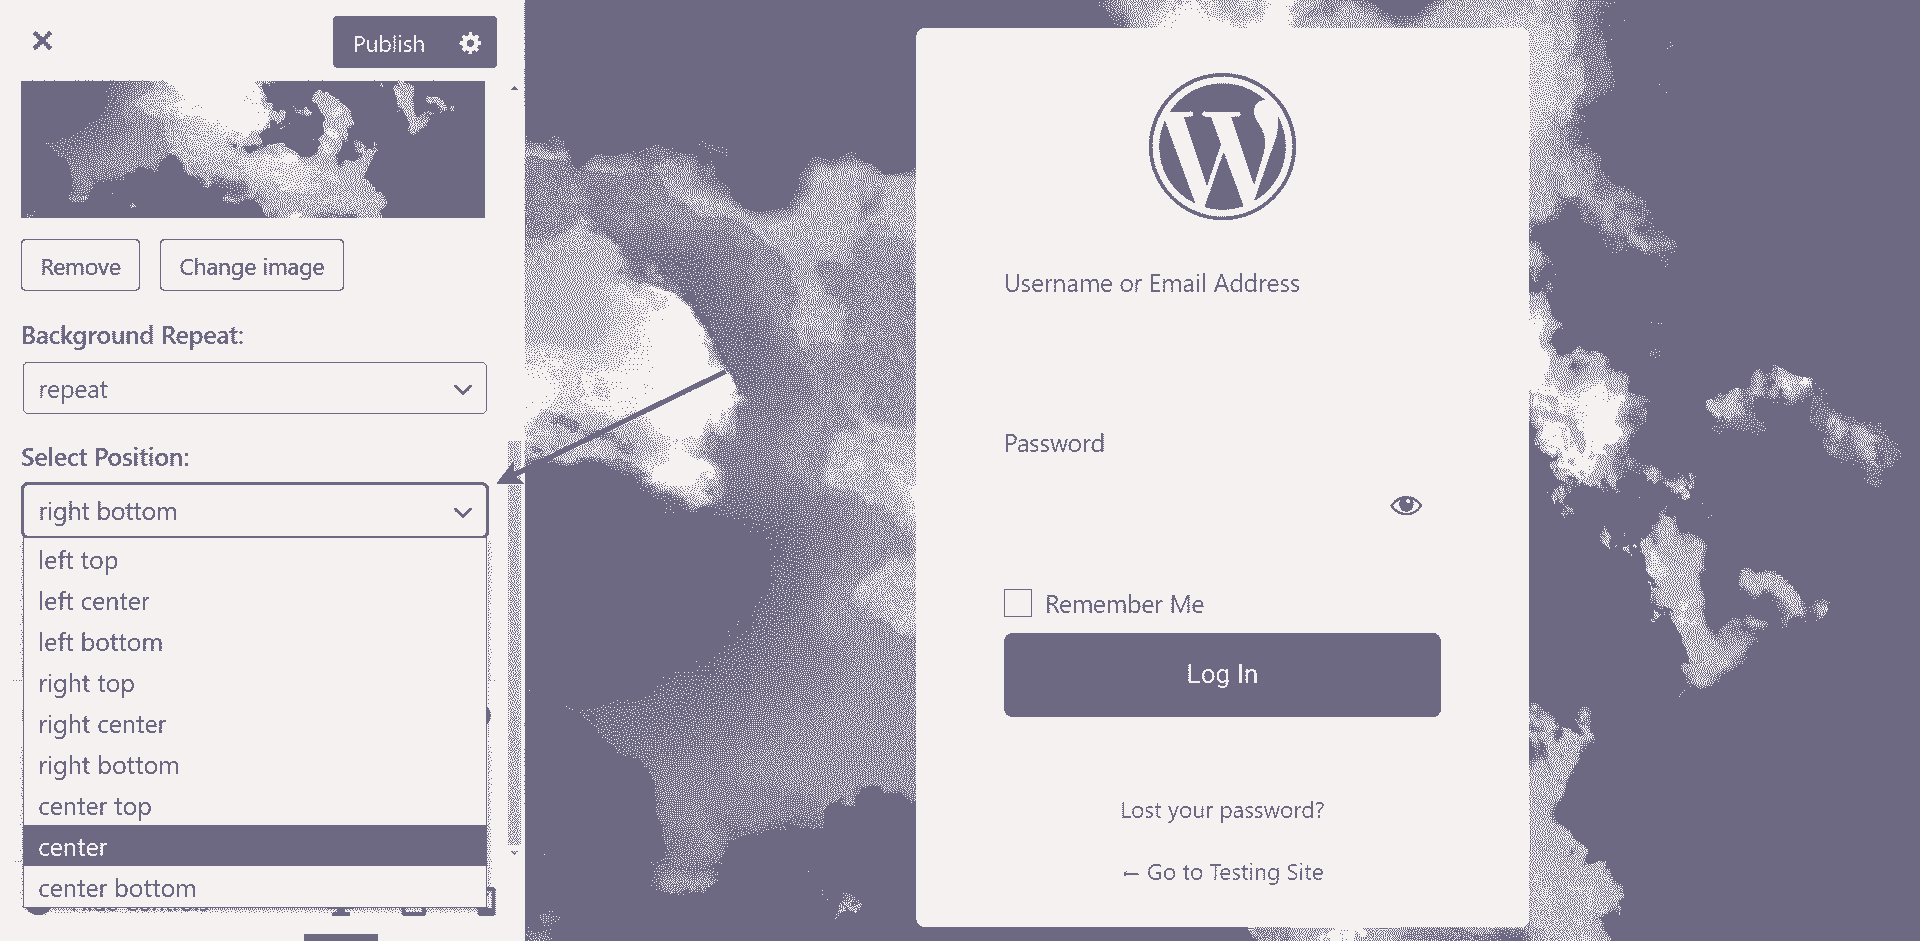 Publish
Remove
Change image
Background Repeat:
repeat
Select Position:
right bottom
left top
left center
left bottom
right top
right center
right bottom
center top
center
center bottom
Username or Email Address
Password
Remember Me
Log In
Lost your password?
← Go to Testing Site